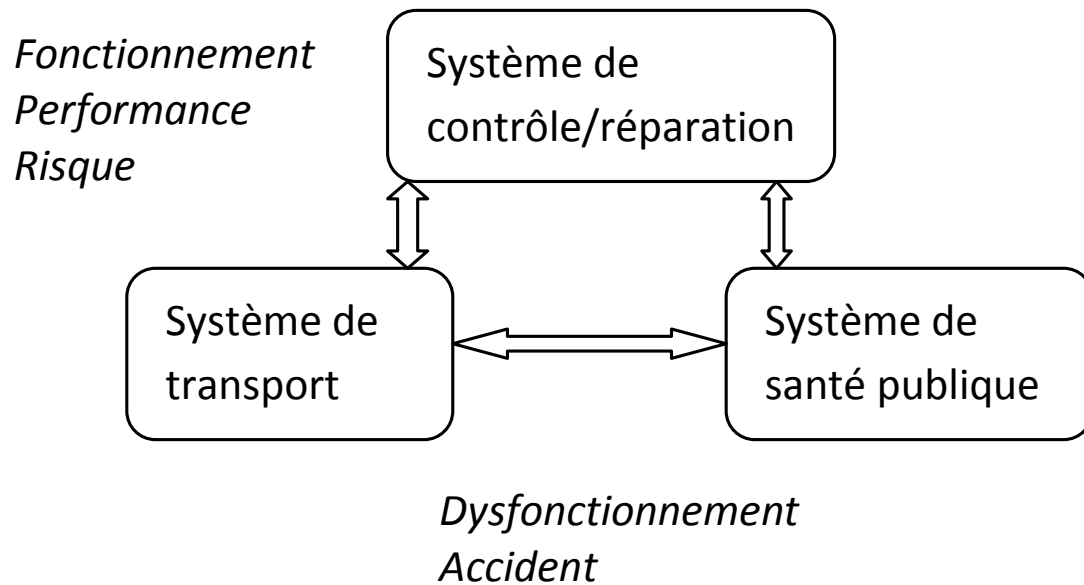 Fonctionnement
Performance
Risque
Système de
contrôle/réparation
Système de
transport
Système de
santé publique
Dysfonctionnement
Accident